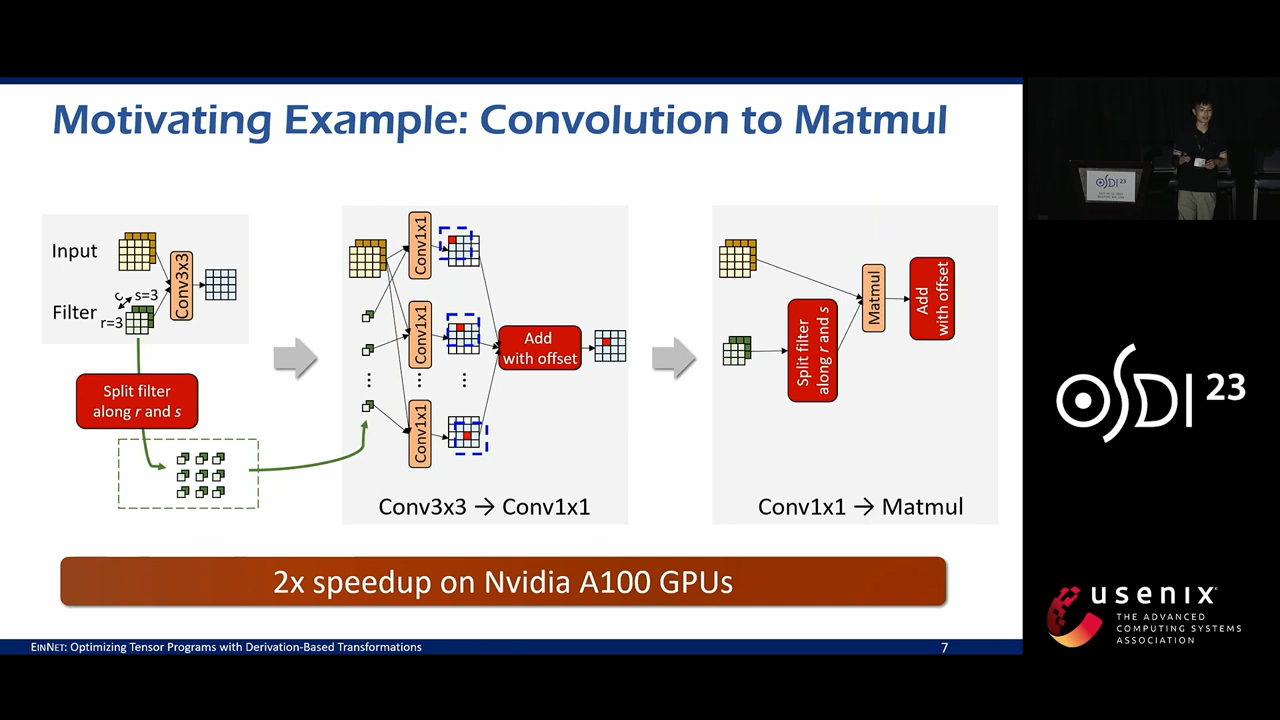 Motivating Example: Convolution to Matmul
Input
Filter
c
s=3
r=3
Conv3x3
Split filter
along r and s
Conv1x1
Conv1x1
Conv1x1
Add
with offset
Conv3x3 → Conv1x1
Split filter
along r and s
Matmul
Add
with offset
Conv1x1 → Matmul
2x speedup on Nvidia A100 GPUs
EINNET: Optimizing Tensor Programs with Derivation-Based Transformations
7
OSDI 23
OSDI 23
usenix
THE ADVANCED
COMPUTING SYSTEMS
ASSOCIATION